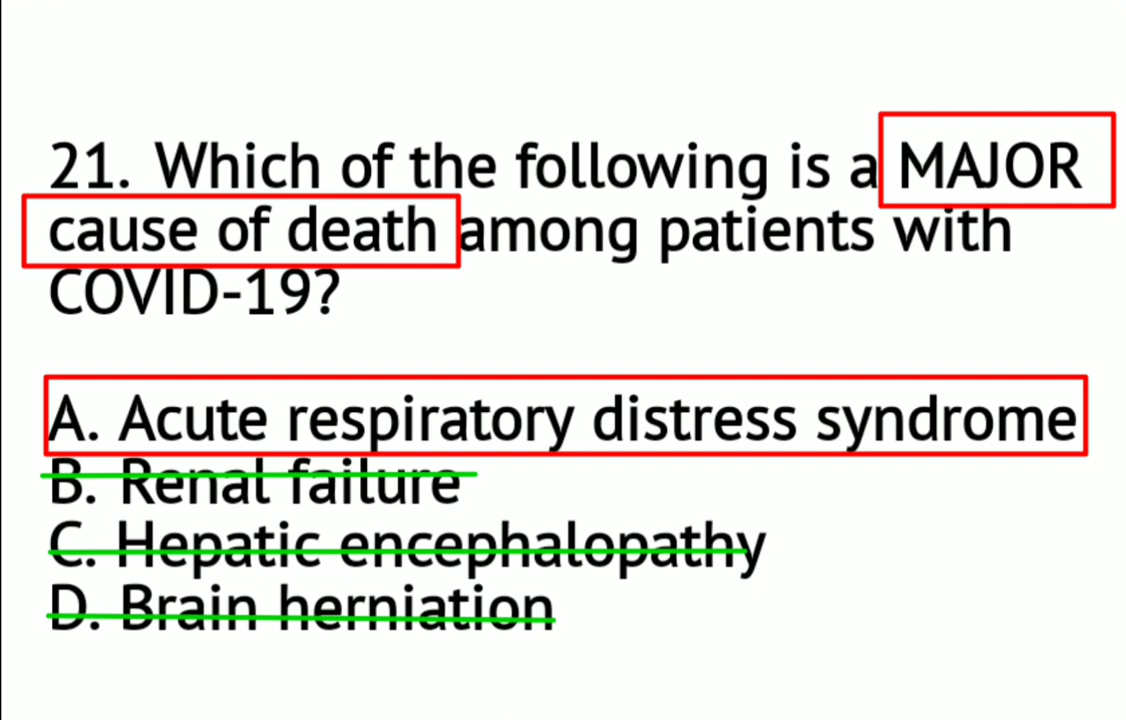 21. Which of the following is a MAJOR
cause of death among patients with
COVID-19?
A. Acute respiratory distress syndrome
B. Renal failure
C. Hepatic encephalopathy
D. Brain herniation